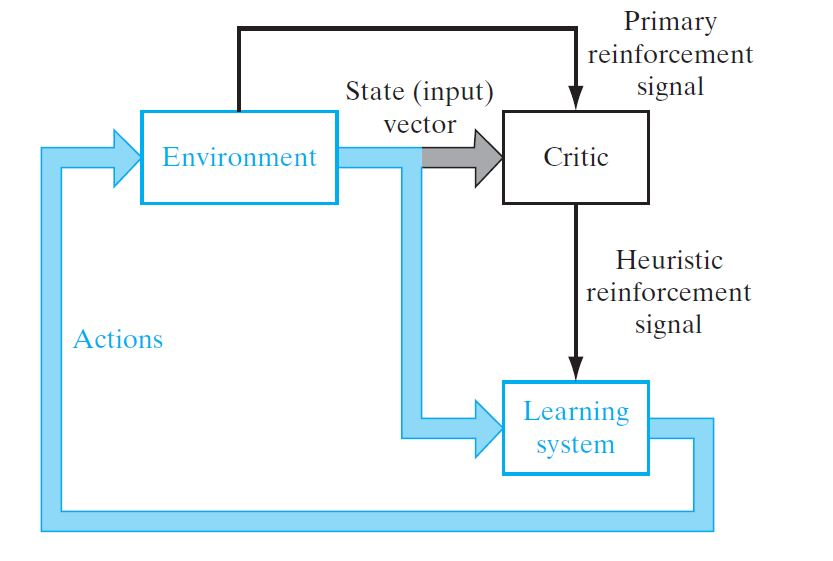 Primary
reinforcement
signal
State (input)
vector
Environment
Critic
Heuristic
reinforcement
signal
Actions
Learning
system